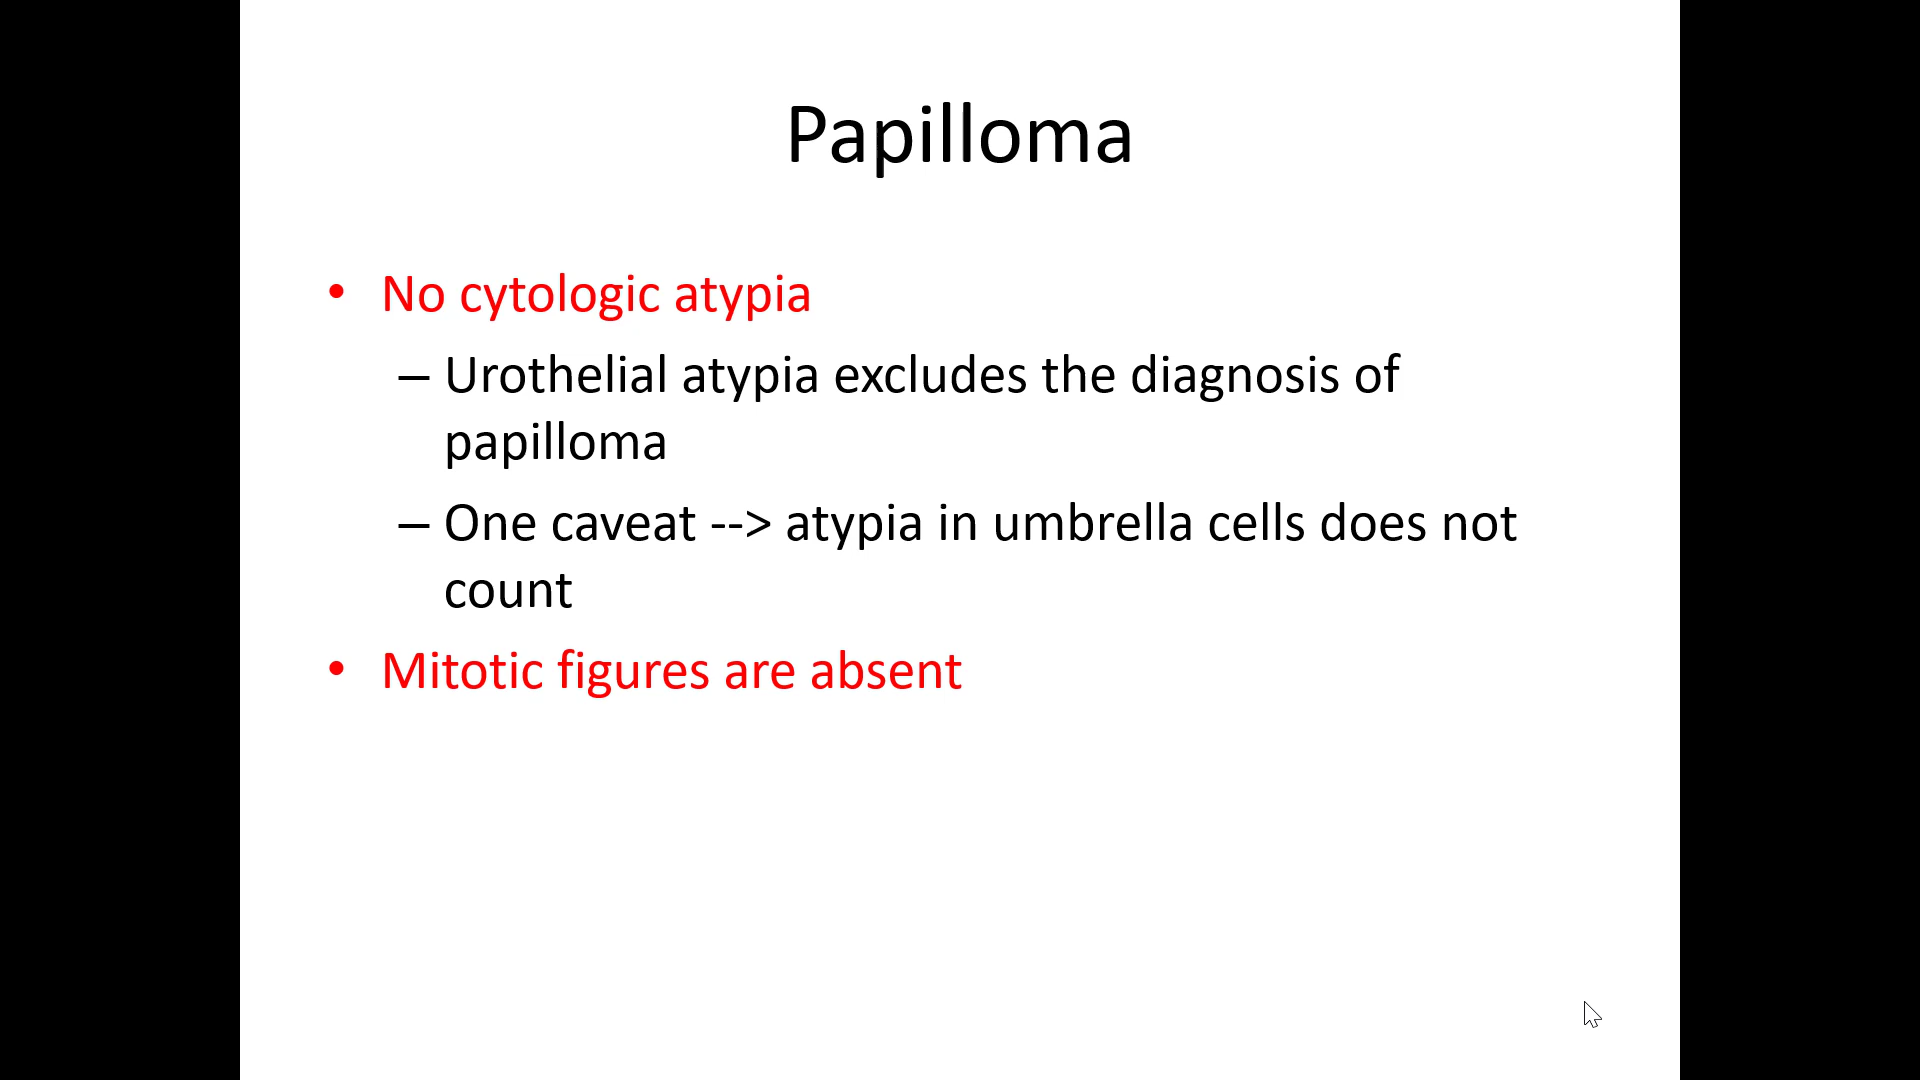 Papilloma
• No cytologic atypia
– Urothelial atypia excludes the diagnosis of
papilloma
– One caveat --> atypia in umbrella cells does not
count
• Mitotic figures are absent